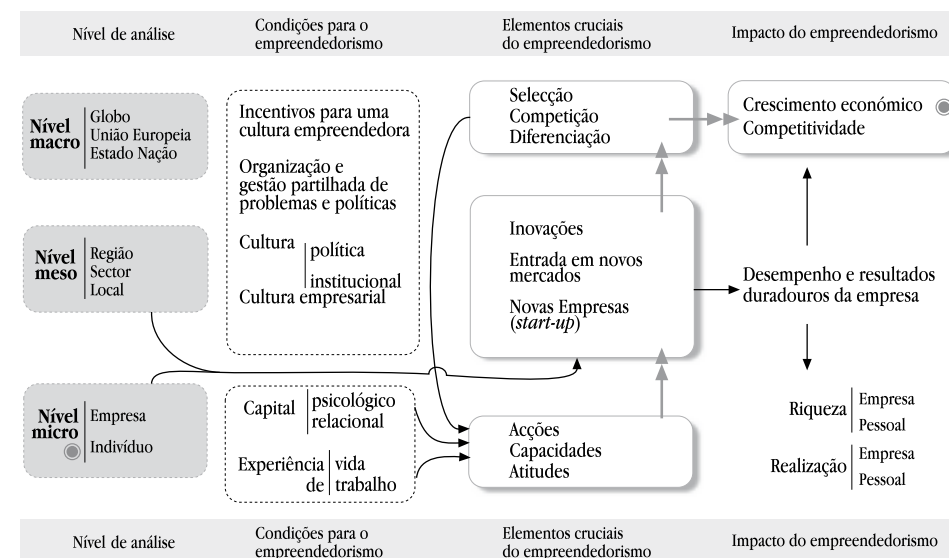 Nível de análise
Condições para o
empreendedorismo
Elementos cruciais
do empreendedorismo
Impacto do empreendedorismo
Nível
macro
Globo
União Europeia
Estado Nação
Incentivos para uma
cultura empreendedora
Organização e
gestão partilhada de
problemas e políticas
Cultura
política
institucional
Cultura empresarial
Selecção
Competição
Diferenciação
Crescimento económico
Competitividade
Nível
meso
Região
Sector
Local
Inovações
Entrada em novos
mercados
Novas Empresas
(start-up)
Desempenho e resultados
duradouros da empresa
Nível
micro
Empresa
Indivíduo
Capital
psicológico
relacional
Experiência
de
vida
trabalho
Acções
Capacidades
Atitudes
Riqueza
Empresa
Pessoal
Realização
Empresa
Pessoal
Nível de análise
Condições para o
empreendedorismo
Elementos cruciais
do empreendedorismo
Impacto do empreendedorismo